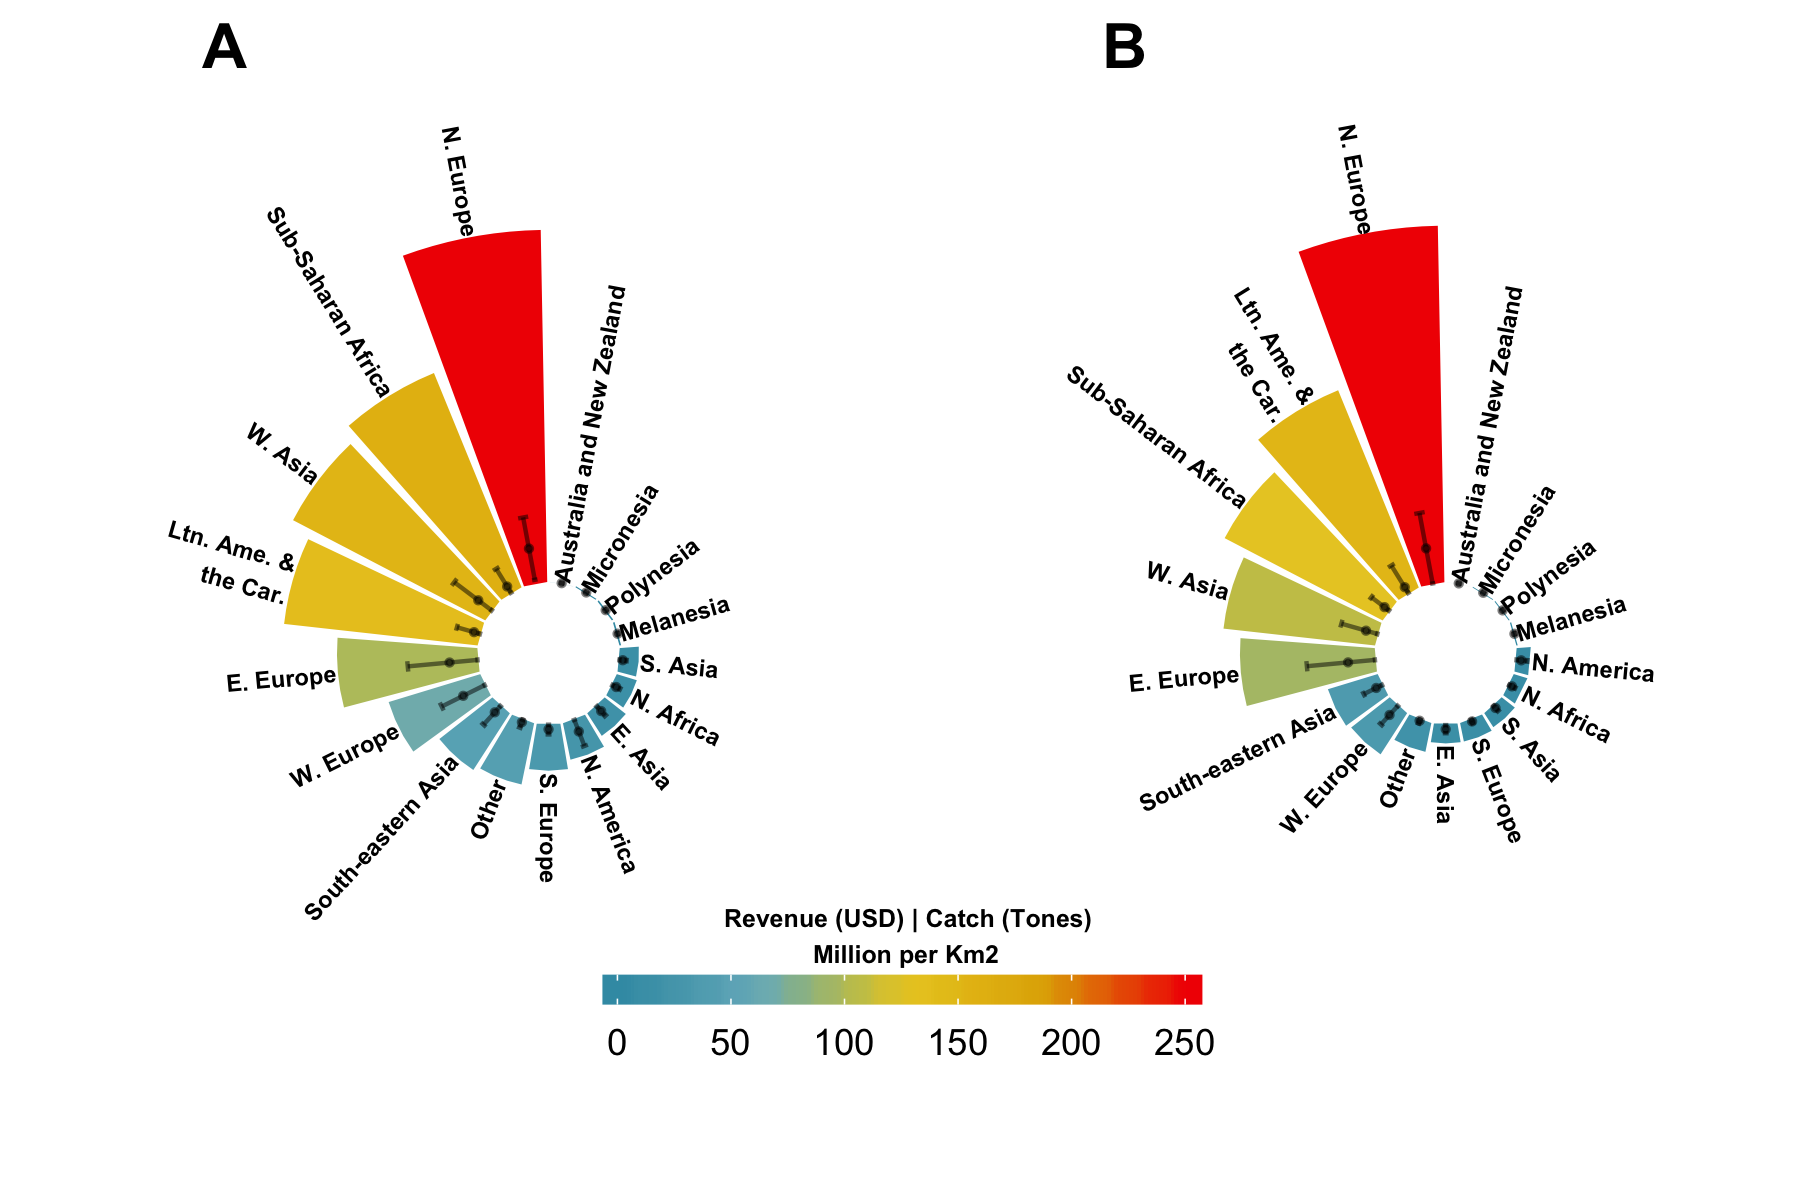 A
N. Europe
Sub-Saharan Africa
W. Asia
Ltn. Ame. &
the Car.
E. Europe
W. Europe
South-eastern Asia
Other
S. Europe
N. America
E. Asia
N. Africa
S. Asia
Melanesia
Polynesia
Micronesia
Australia and New Zealand
B
N. Europe
Ltn. Ame. &
the Car.
Sub-Saharan Africa
W. Asia
E. Europe
South-eastern Asia
W. Europe
Other
E. Asia
S. Europe
S. Asia
N. Africa
N. America
Melanesia
Polynesia
Micronesia
Australia and New Zealand
Revenue (USD) | Catch (Tones)
Million per Km2
0 50 100 150 200 250